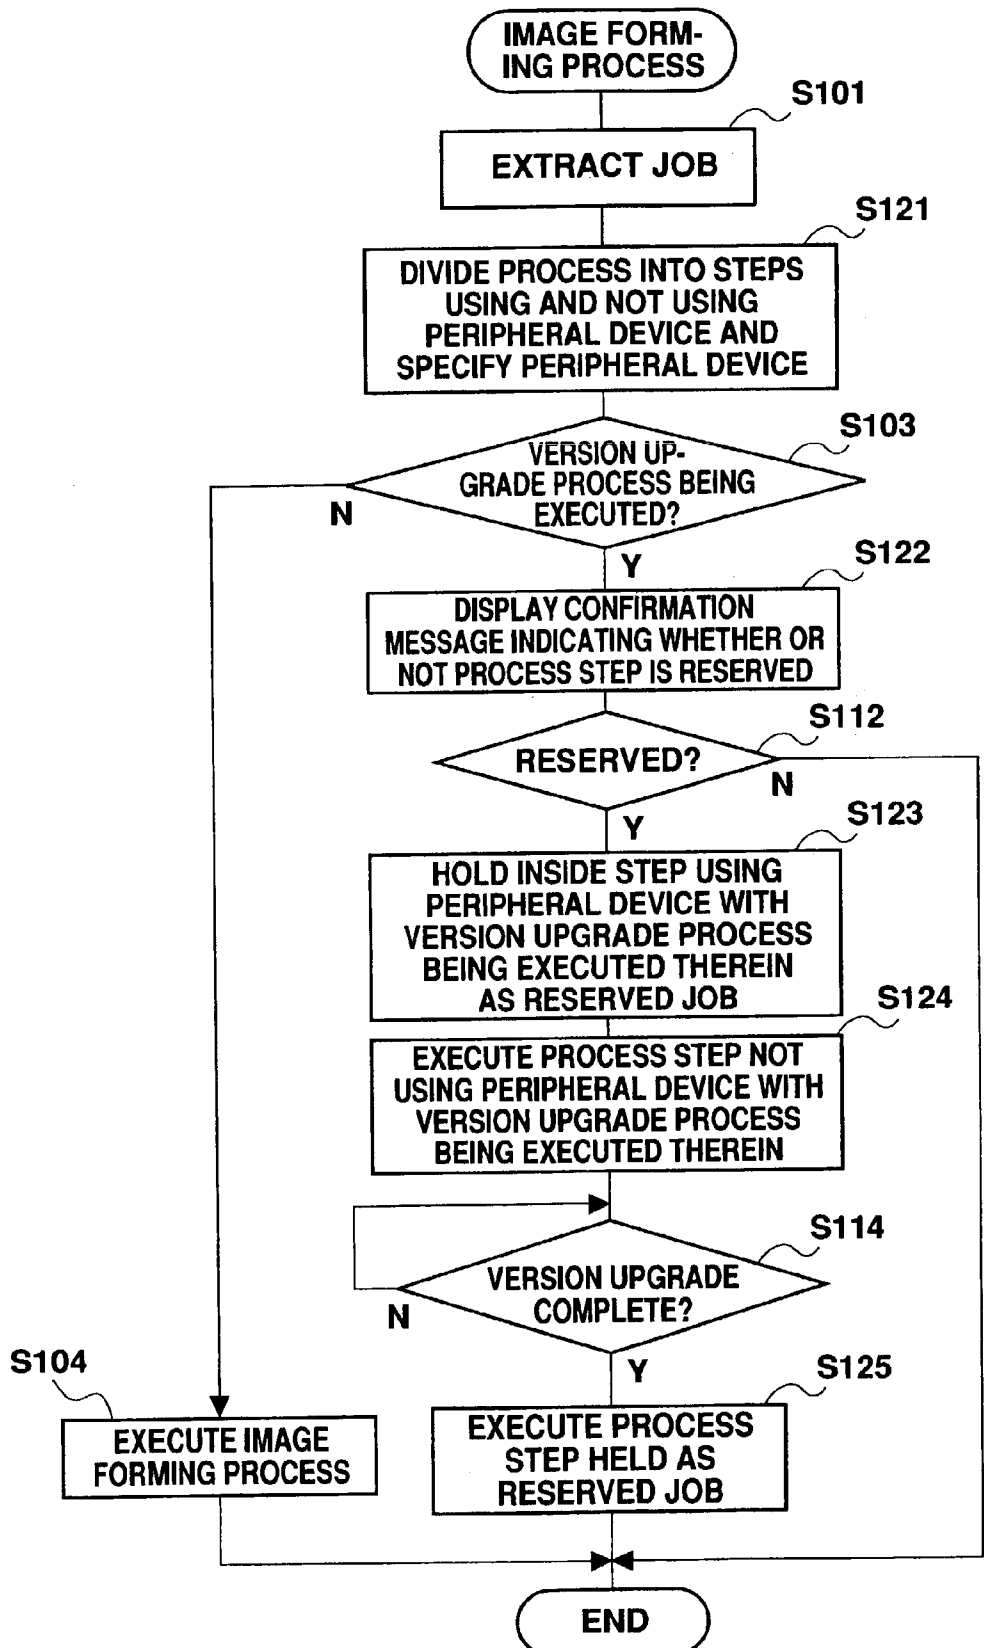 IMAGE FORM-
ING PROCESS
S101
EXTRACT JOB
S121
DIVIDE PROCESS INTO STEPS
USING AND NOT USING
PERIPHERAL DEVICE AND
SPECIFY PERIPHERAL DEVICE
S103
VERSION UP-
GRADE PROCESS BEING
EXECUTED?
N
Y
S122
DISPLAY CONFIRMATION
MESSAGE INDICATING WHETHER OR
NOT PROCESS STEP IS RESERVED
S112
RESERVED?
N
Y
S123
HOLD INSIDE STEP USING
PERIPHERAL DEVICE WITH
VERSION UPGRADE PROCESS
BEING EXECUTED THEREIN
AS RESERVED JOB
S124
EXECUTE PROCESS STEP NOT
USING PERIPHERAL DEVICE WITH
VERSION UPGRADE PROCESS
BEING EXECUTED THEREIN
S114
VERSION UPGRADE
COMPLETE?
N
Y
S104
EXECUTE IMAGE
FORMING PROCESS
S125
EXECUTE PROCESS
STEP HELD AS
RESERVED JOB
END